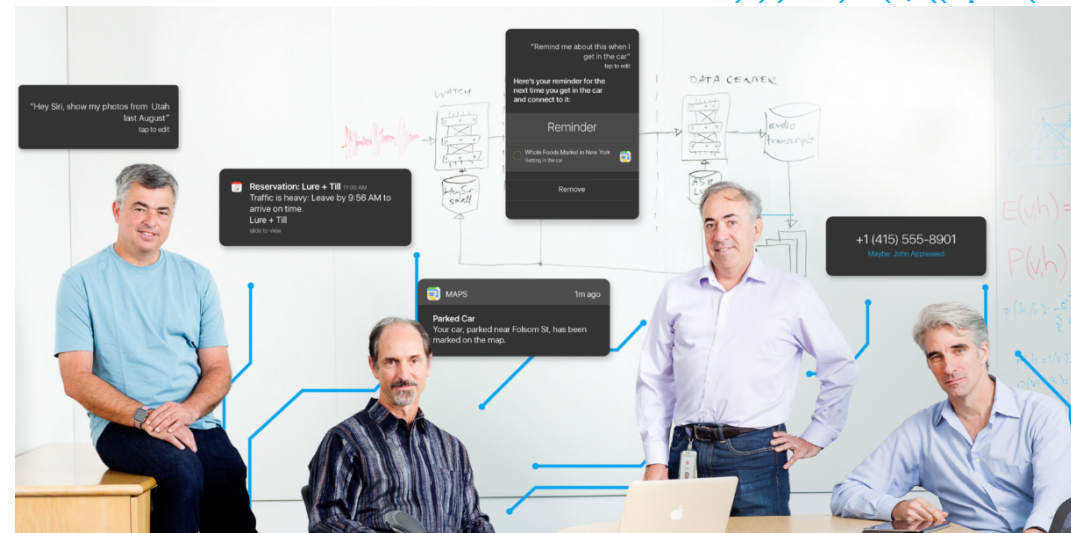 "Hey Siri, show my photos from Utah
last August"
tap to edit
Reservation: Lure + Till 11:00 AM
Traffic is heavy: Leave by 9:56 AM to
arrive on time.
Lure + Till
slide to view
"Remind me about this when I
get in the car"
tap to edit
Here's your reminder for the
next time you get in the car
and connect to it:
Reminder
Whole Foods Market in New York
Getting in the car
Remove
MAPS 1m ago
Parked Car
Your car, parked near Folsom St, has been
marked on the map.
+1 (415) 555-8901
Maybe: John Appleseed
WATCH
Hey Siri
small
DATA CENTER
audio
transcripts
E(v,h)=
P(v,h)